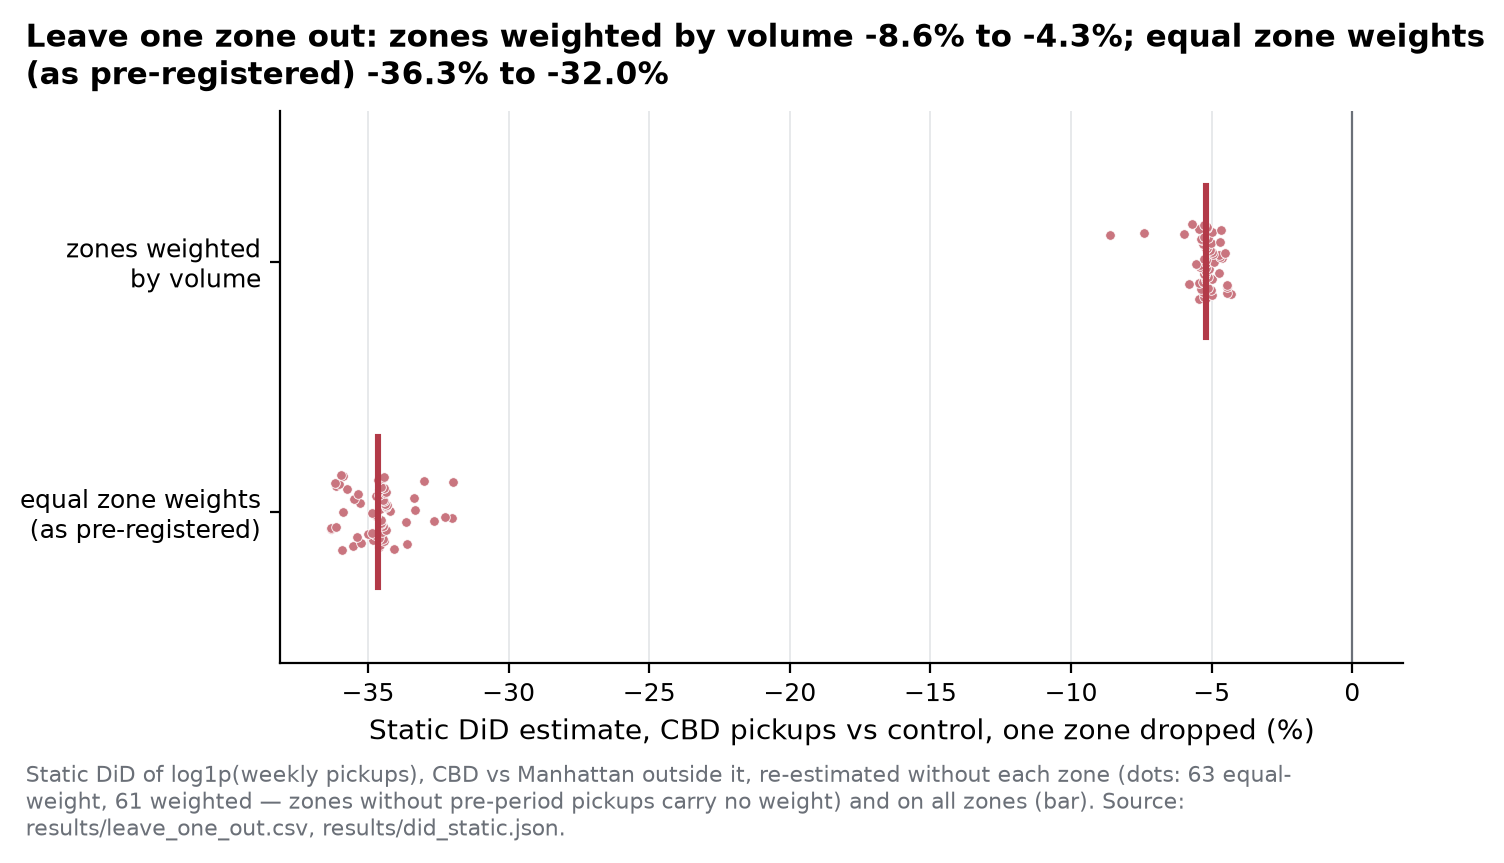 Leave one zone out: zones weighted by volume -8.6% to -4.3%; equal zone weights
(as pre-registered) -36.3% to -32.0%
zones weighted
by volume
equal zone weights
(as pre-registered)
−35
−30
−25
−20
−15
−10
−5
0
Static DiD estimate, CBD pickups vs control, one zone dropped (%)
Static DiD of log1p(weekly pickups), CBD vs Manhattan outside it, re-estimated without each zone (dots: 63 equal-
weight, 61 weighted — zones without pre-period pickups carry no weight) and on all zones (bar). Source:
results/leave_one_out.csv, results/did_static.json.